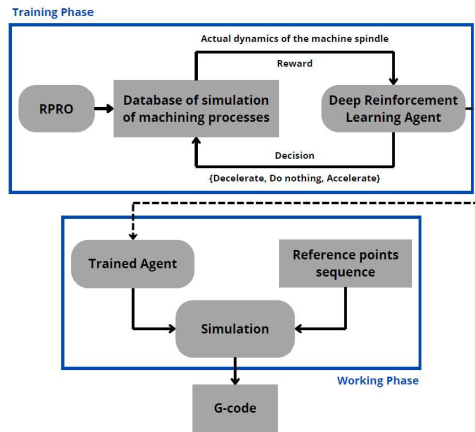 Training Phase
Actual dynamics of the machine spindle
Reward
RPRO
Database of simulation
of machining processes
Deep Reinforcement
Learning Agent
Decision
{Decelerate, Do nothing, Accelerate}
Trained Agent
Reference points
sequence
Simulation
Working Phase
G-code